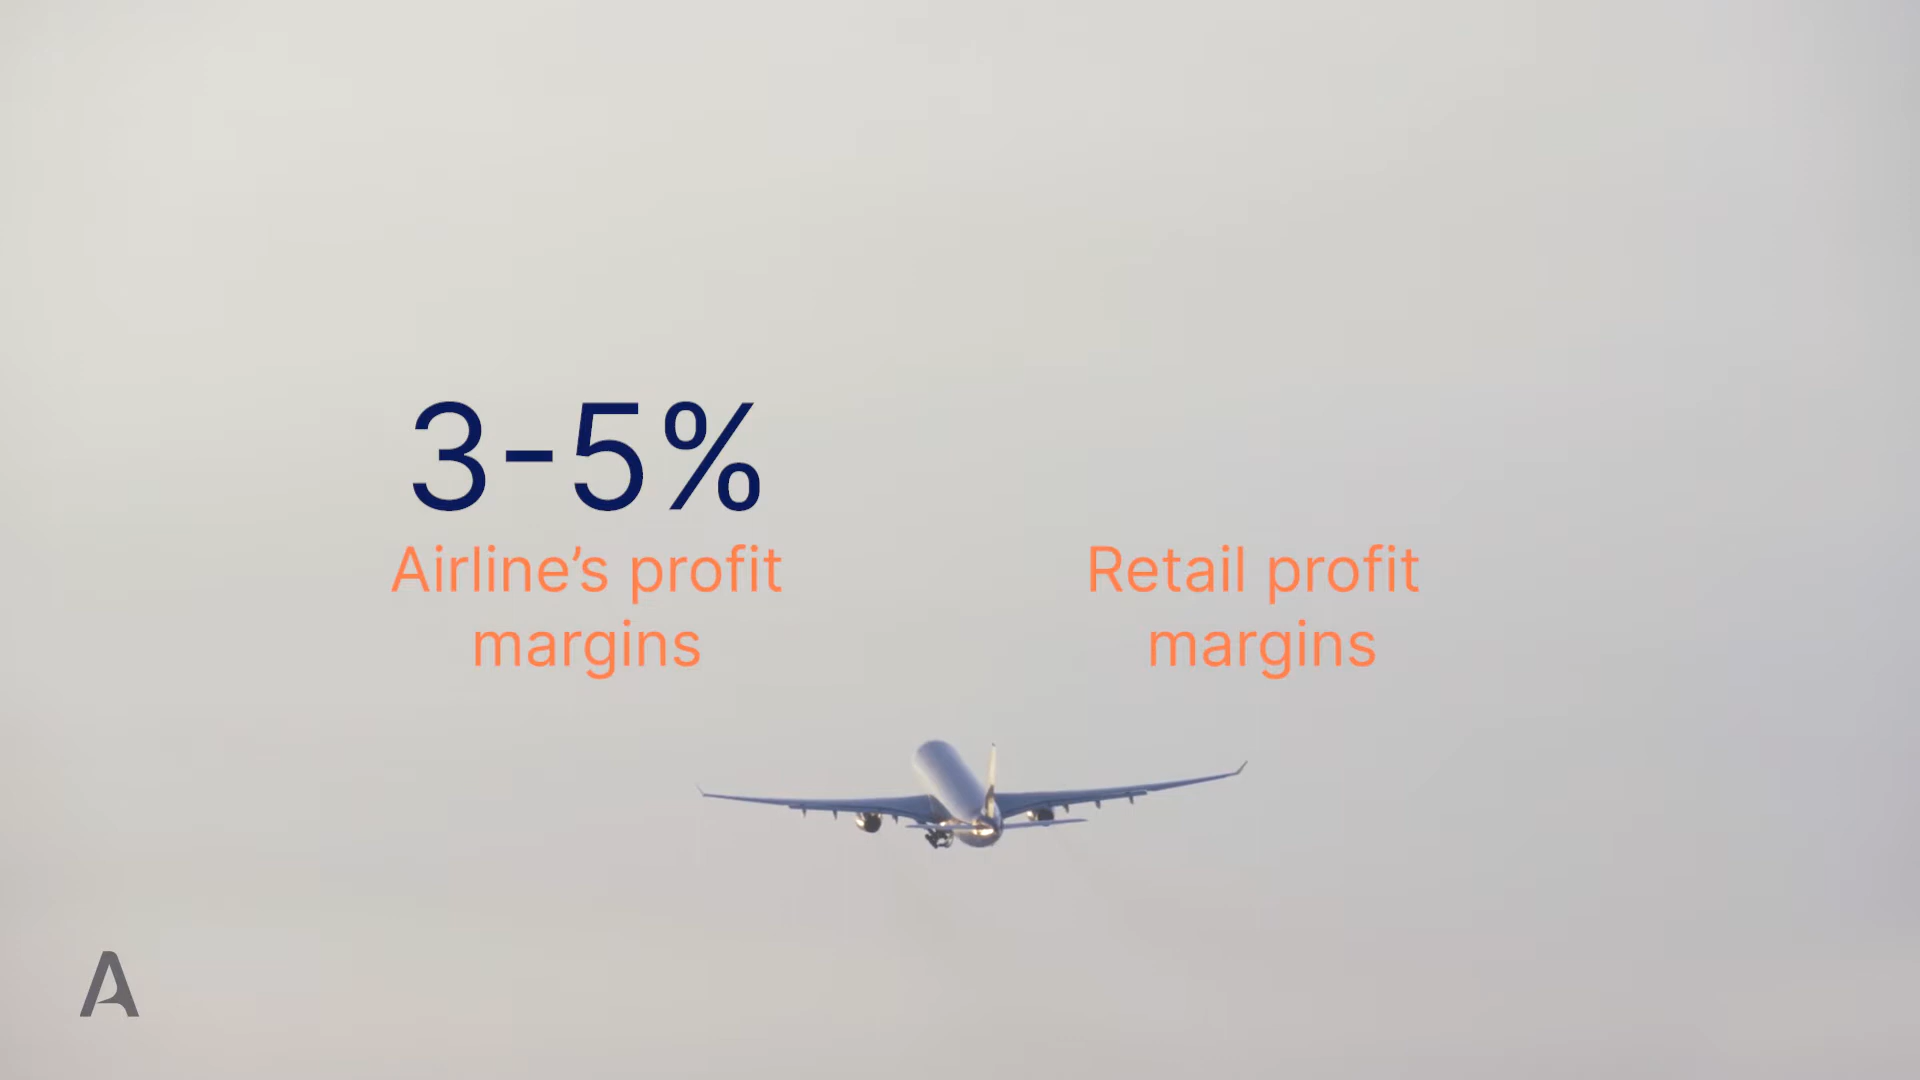 3-5%
Airline’s profit
margins
Retail profit
margins
A